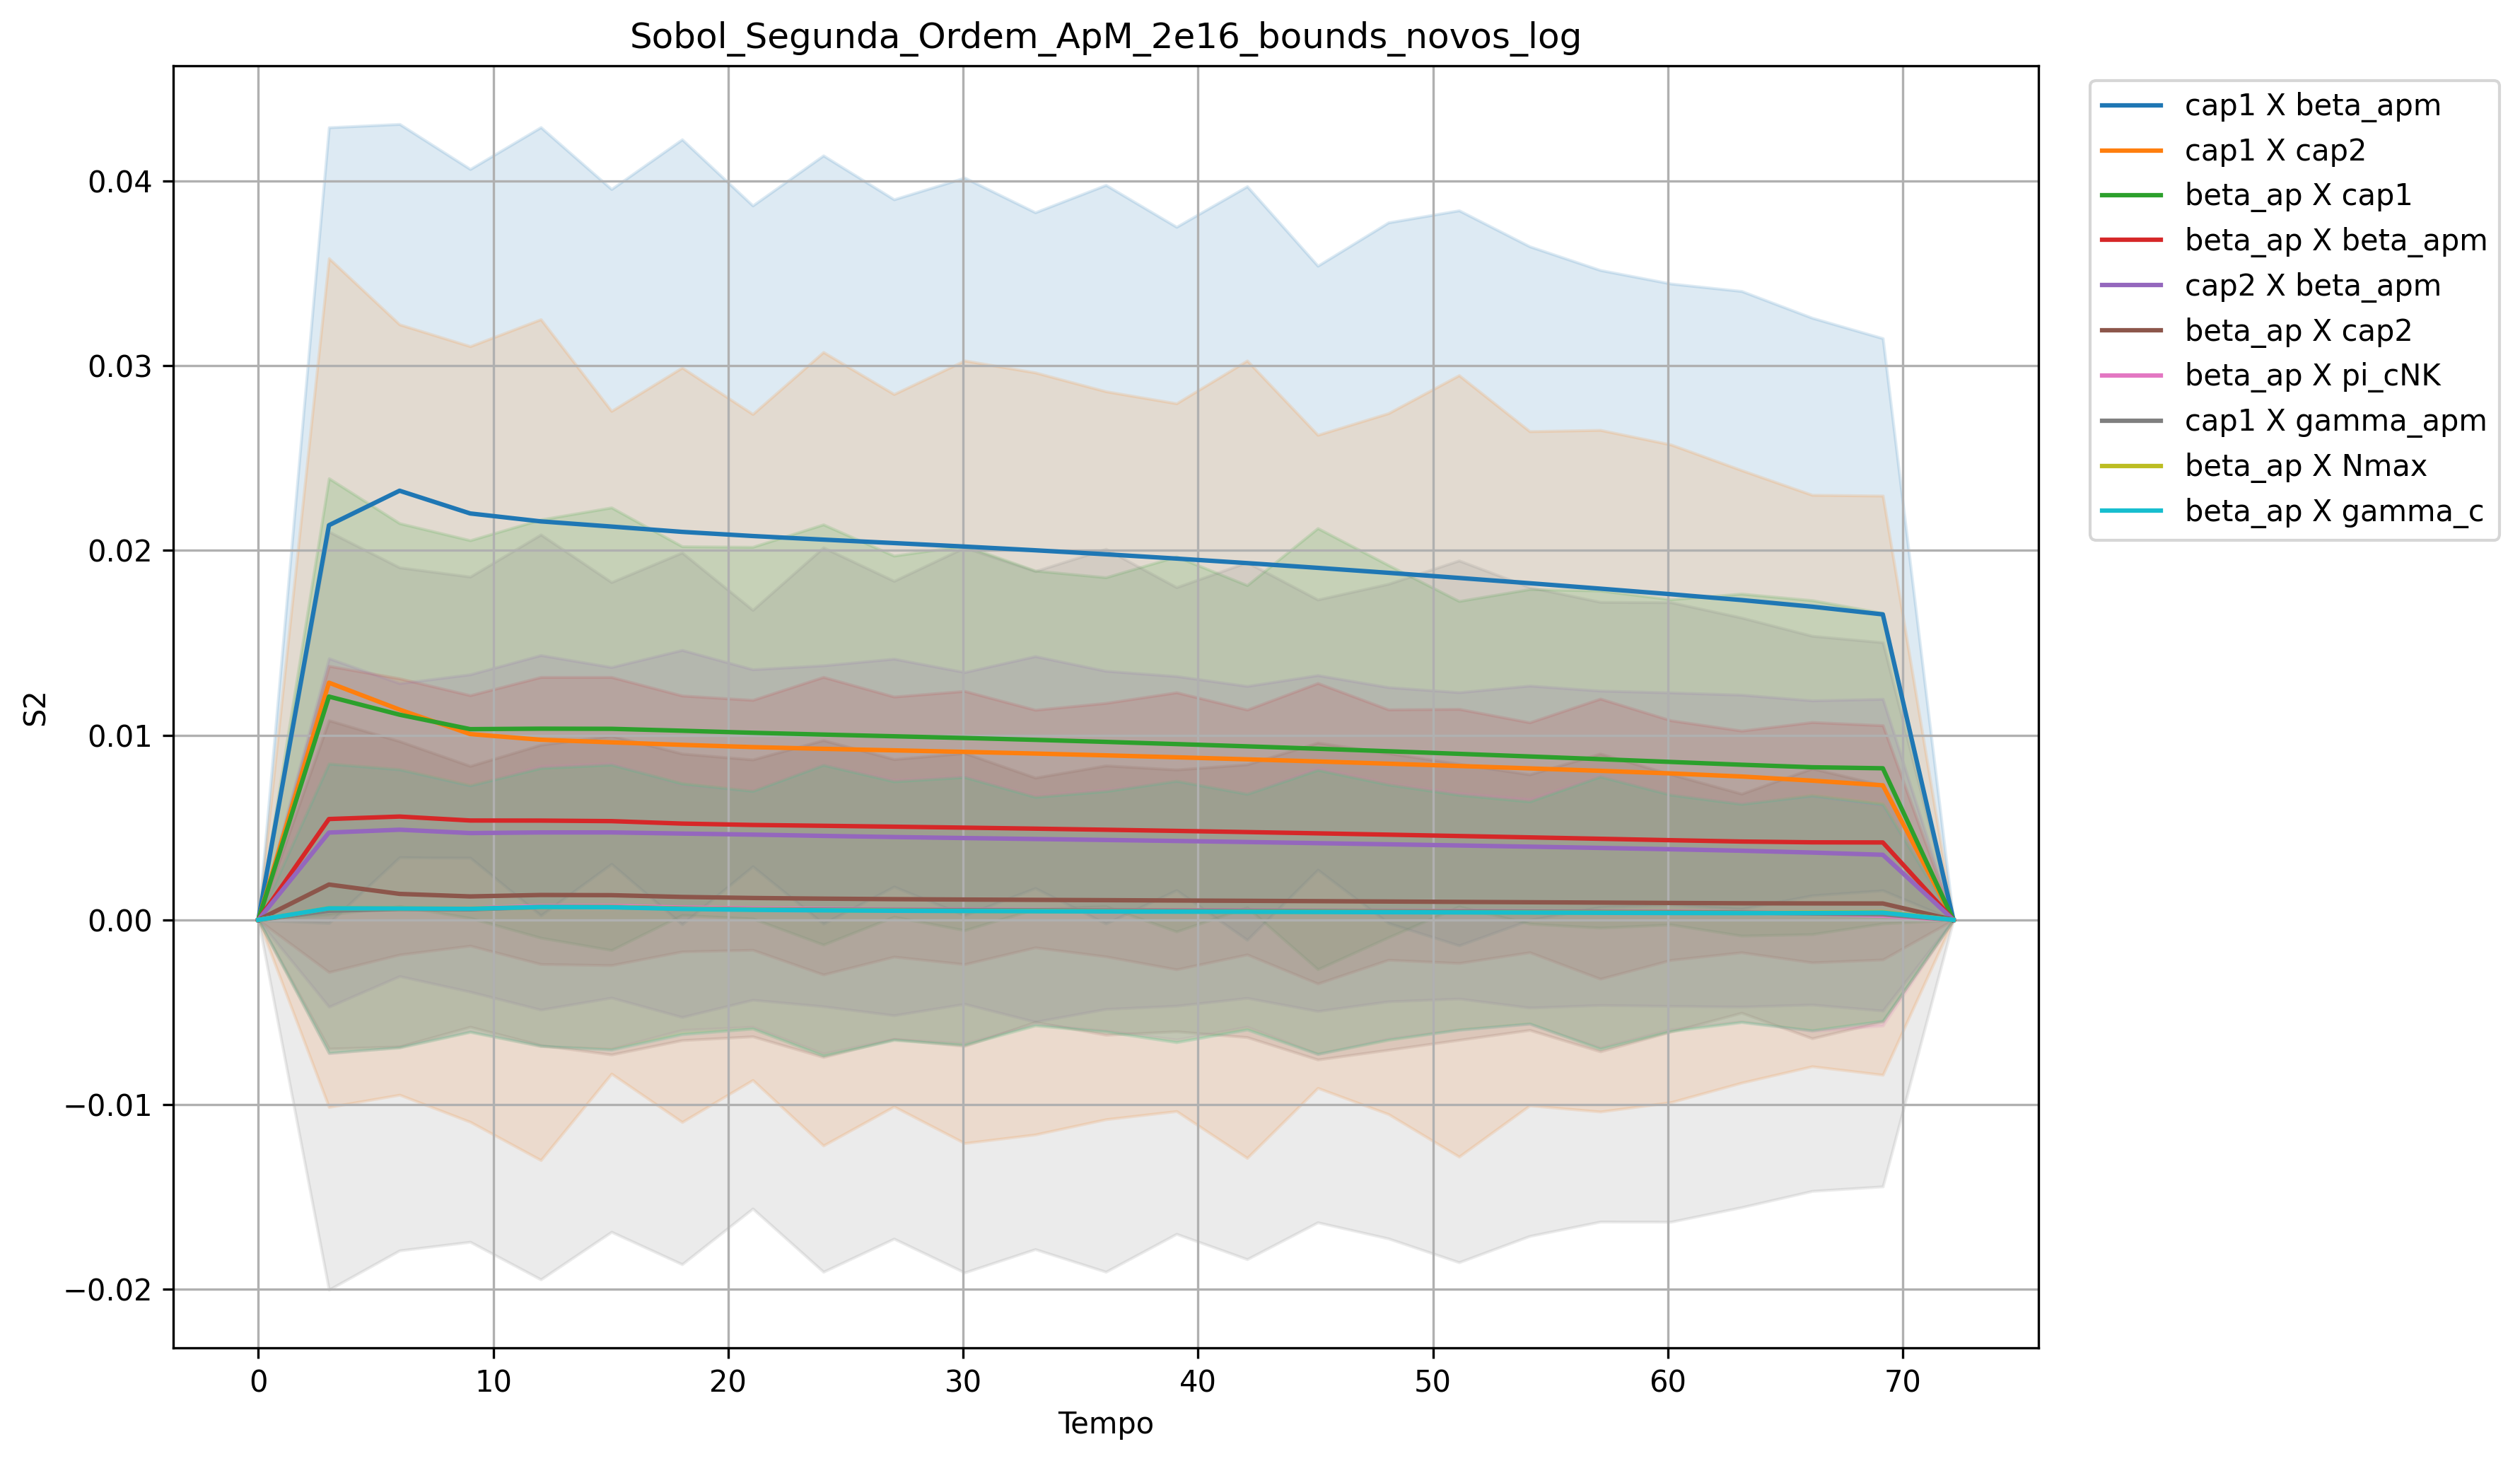 Sobol_Segunda_Ordem_ApM_2e16_bounds_novos_log
S2
0.04
0.03
0.02
0.01
0.00
−0.01
−0.02
0 10 20 30 40 50 60 70
Tempo
cap1 X beta_apm
cap1 X cap2
beta_ap X cap1
beta_ap X beta_apm
cap2 X beta_apm
beta_ap X cap2
beta_ap X pi_cNK
cap1 X gamma_apm
beta_ap X Nmax
beta_ap X gamma_c